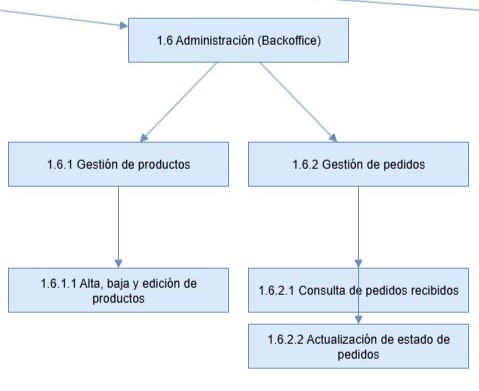 1.6 Administración (Backoffice)
1.6.1 Gestión de productos
1.6.2 Gestión de pedidos
1.6.1.1 Alta, baja y edición de
productos
1.6.2.1 Consulta de pedidos recibidos
1.6.2.2 Actualización de estado de
pedidos